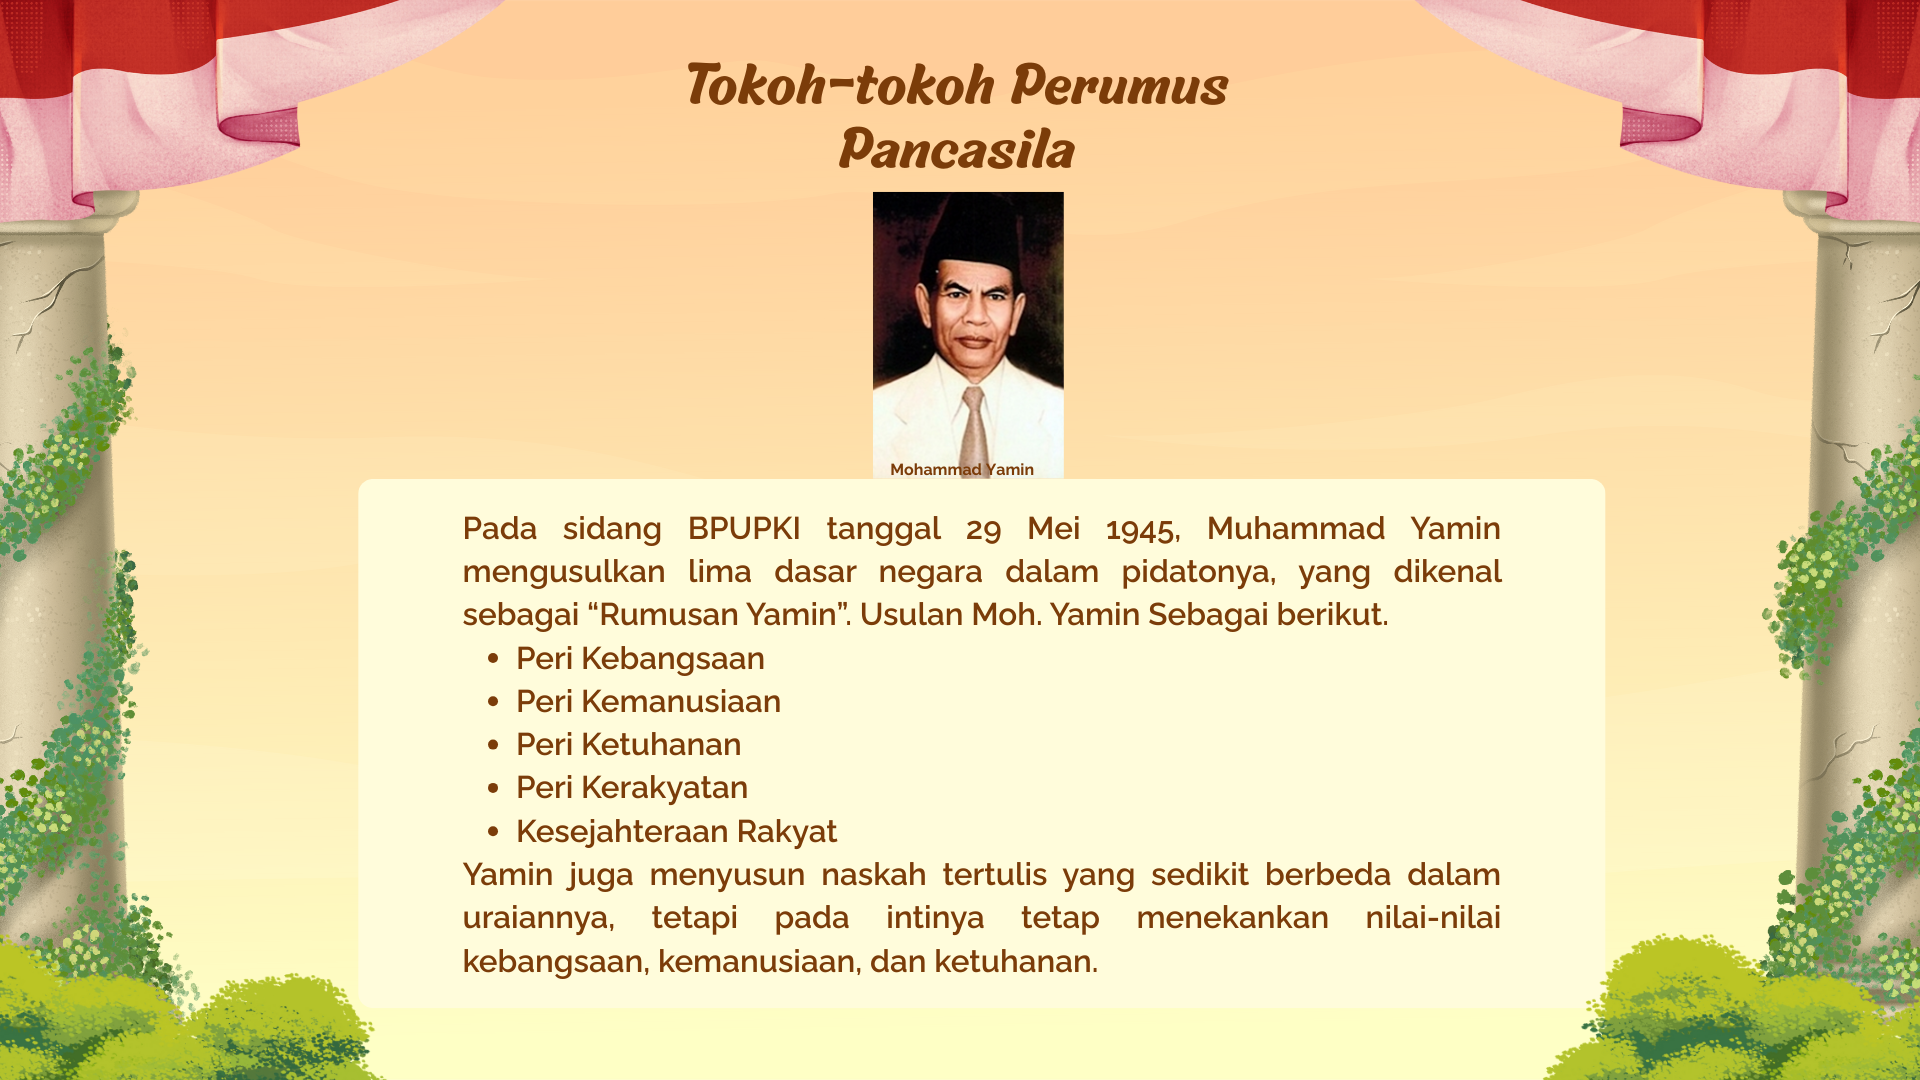 Tokoh-tokoh Perumus
Pancasila
Mohammad Yamin
Pada sidang BPUPKI tanggal 29 Mei 1945, Muhammad Yamin
mengusulkan lima dasar negara dalam pidatonya, yang dikenal
sebagai “Rumusan Yamin”. Usulan Moh. Yamin Sebagai berikut.
• Peri Kebangsaan
• Peri Kemanusiaan
• Peri Ketuhanan
• Peri Kerakyatan
• Kesejahteraan Rakyat
Yamin juga menyusun naskah tertulis yang sedikit berbeda dalam
uraiannya, tetapi pada intinya tetap menekankan nilai-nilai
kebangsaan, kemanusiaan, dan ketuhanan.